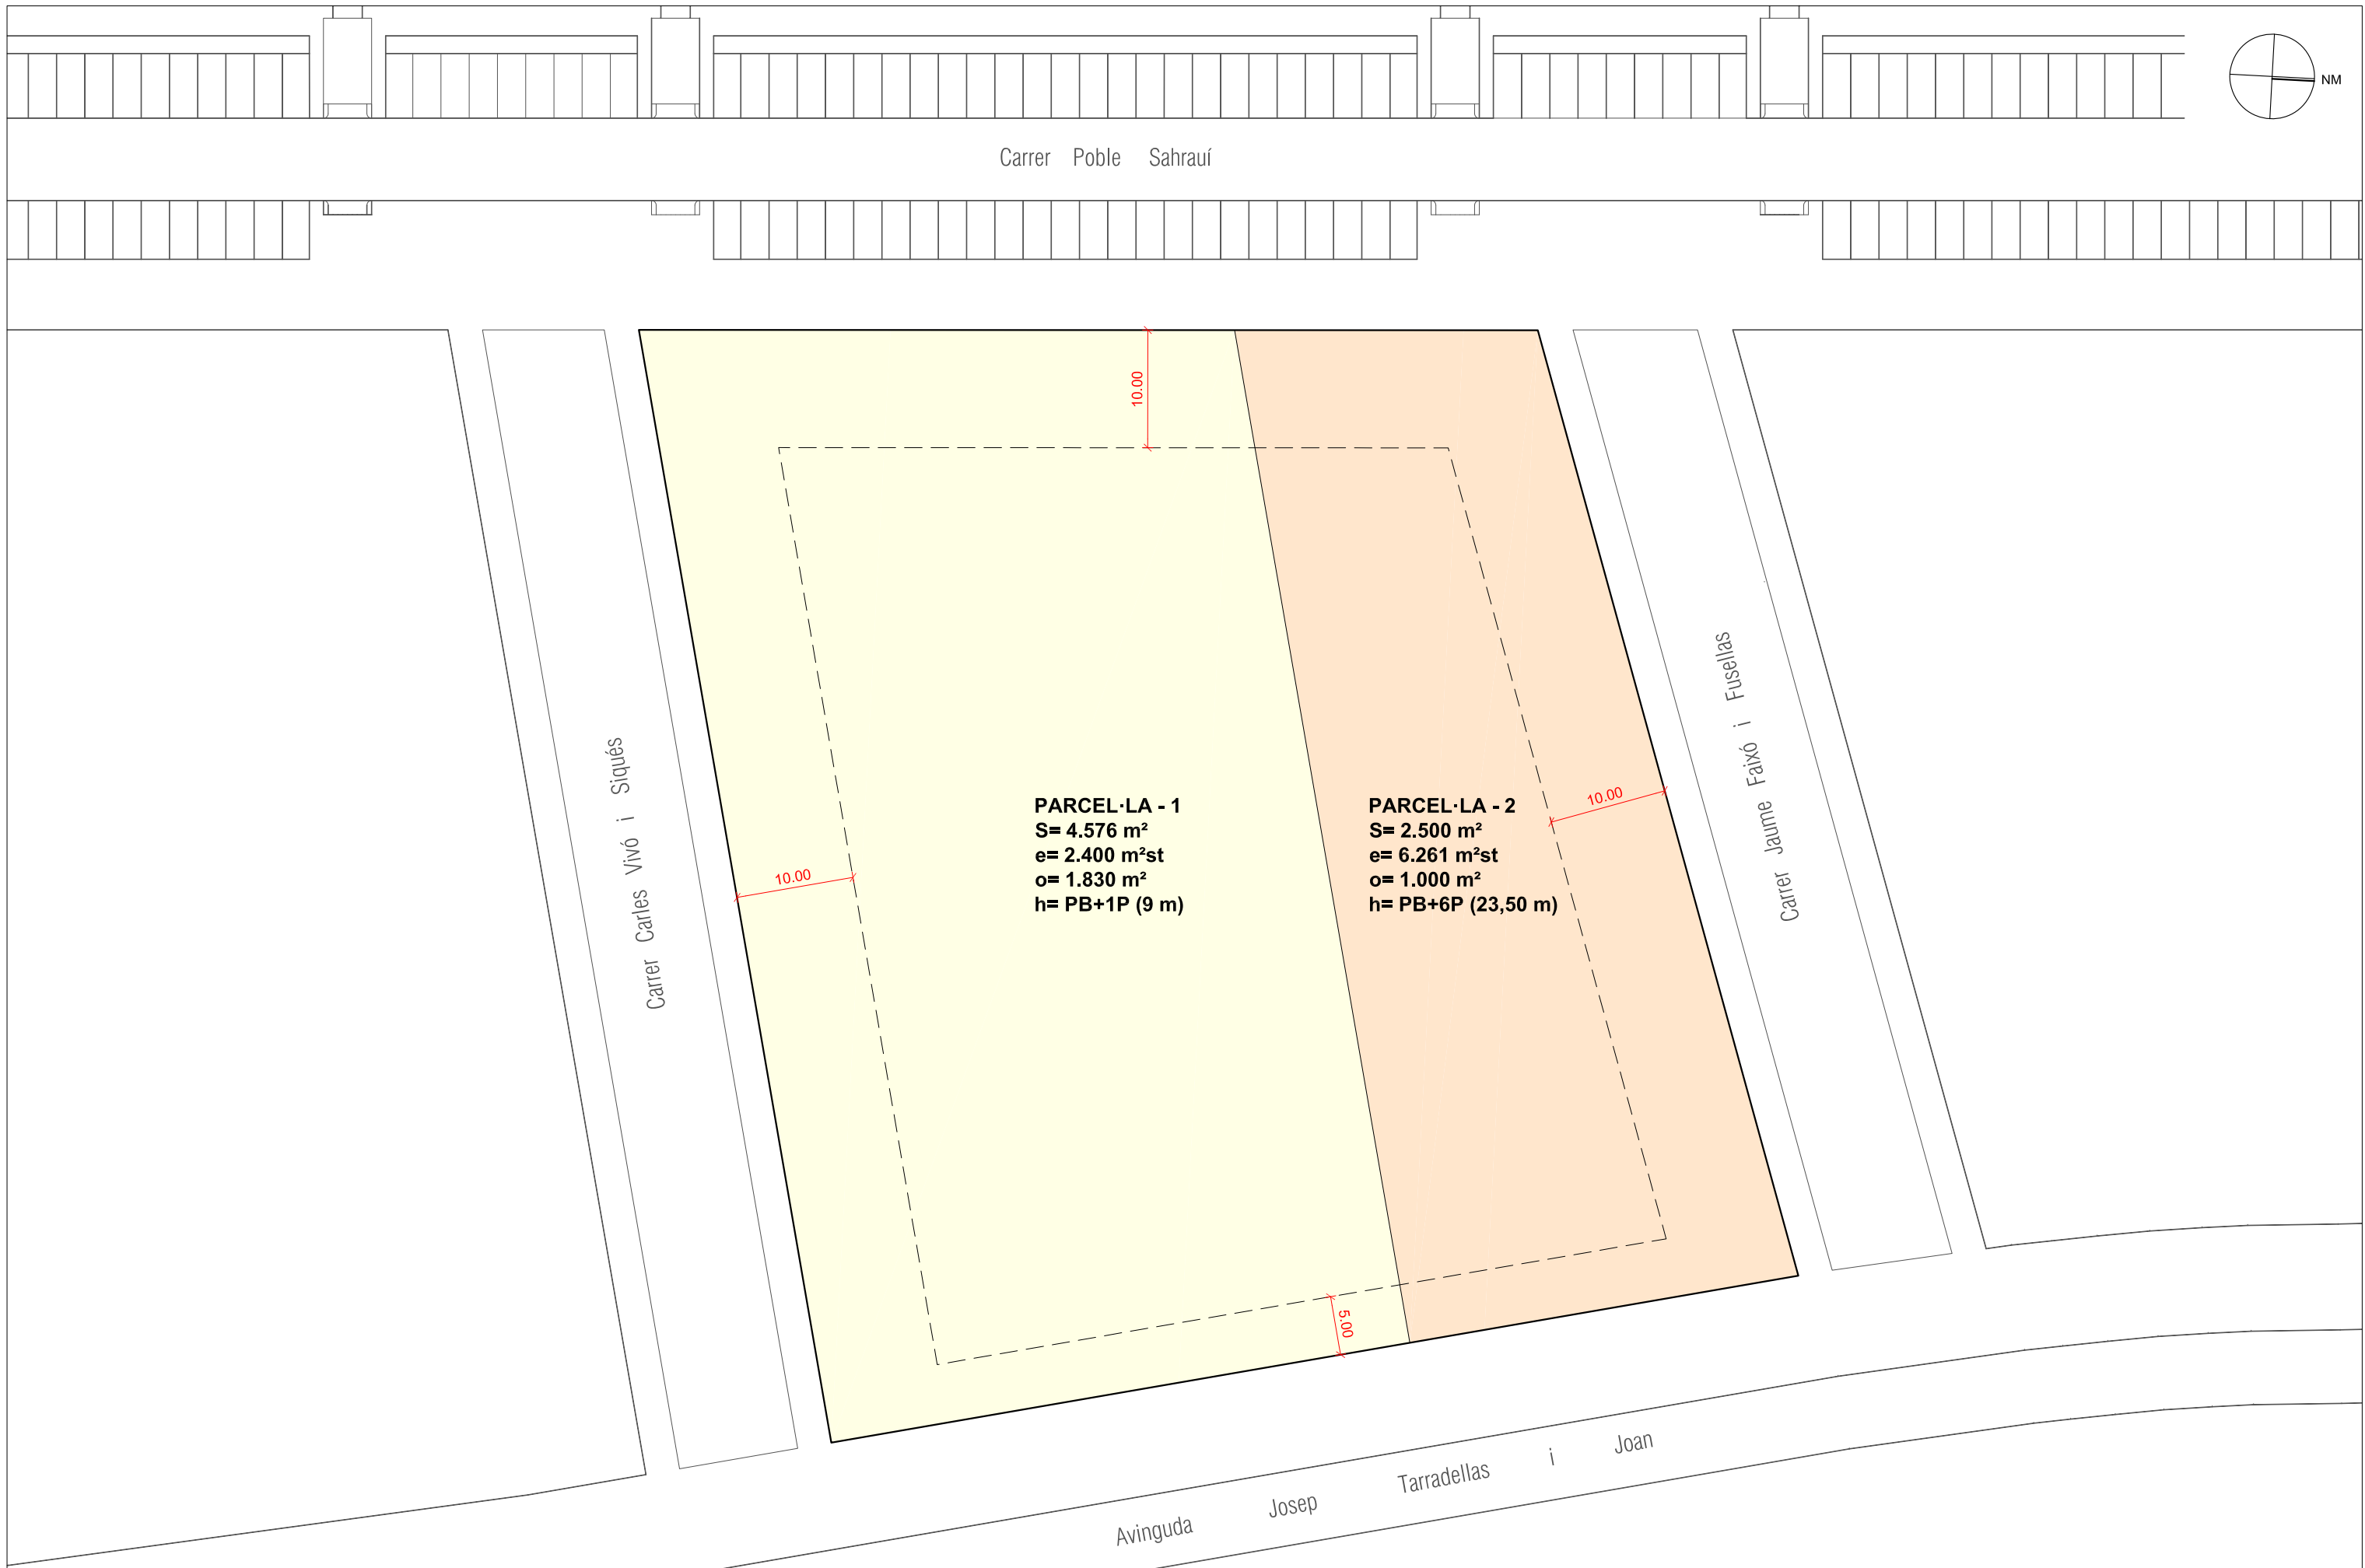 NM
Carrer Poble Sahrauí
10.00
Carrer Carles Vivó i Siqués
10.00
PARCEL·LA - 1
S= 4.576 m²
e= 2.400 m²st
o= 1.830 m²
h= PB+1P (9 m)
PARCEL·LA - 2
S= 2.500 m²
e= 6.261 m²st
o= 1.000 m²
h= PB+6P (23,50 m)
10.00
Carrer Jaume Faixó i Fusellas
5.00
Avinguda Josep Tarradellas i Joan